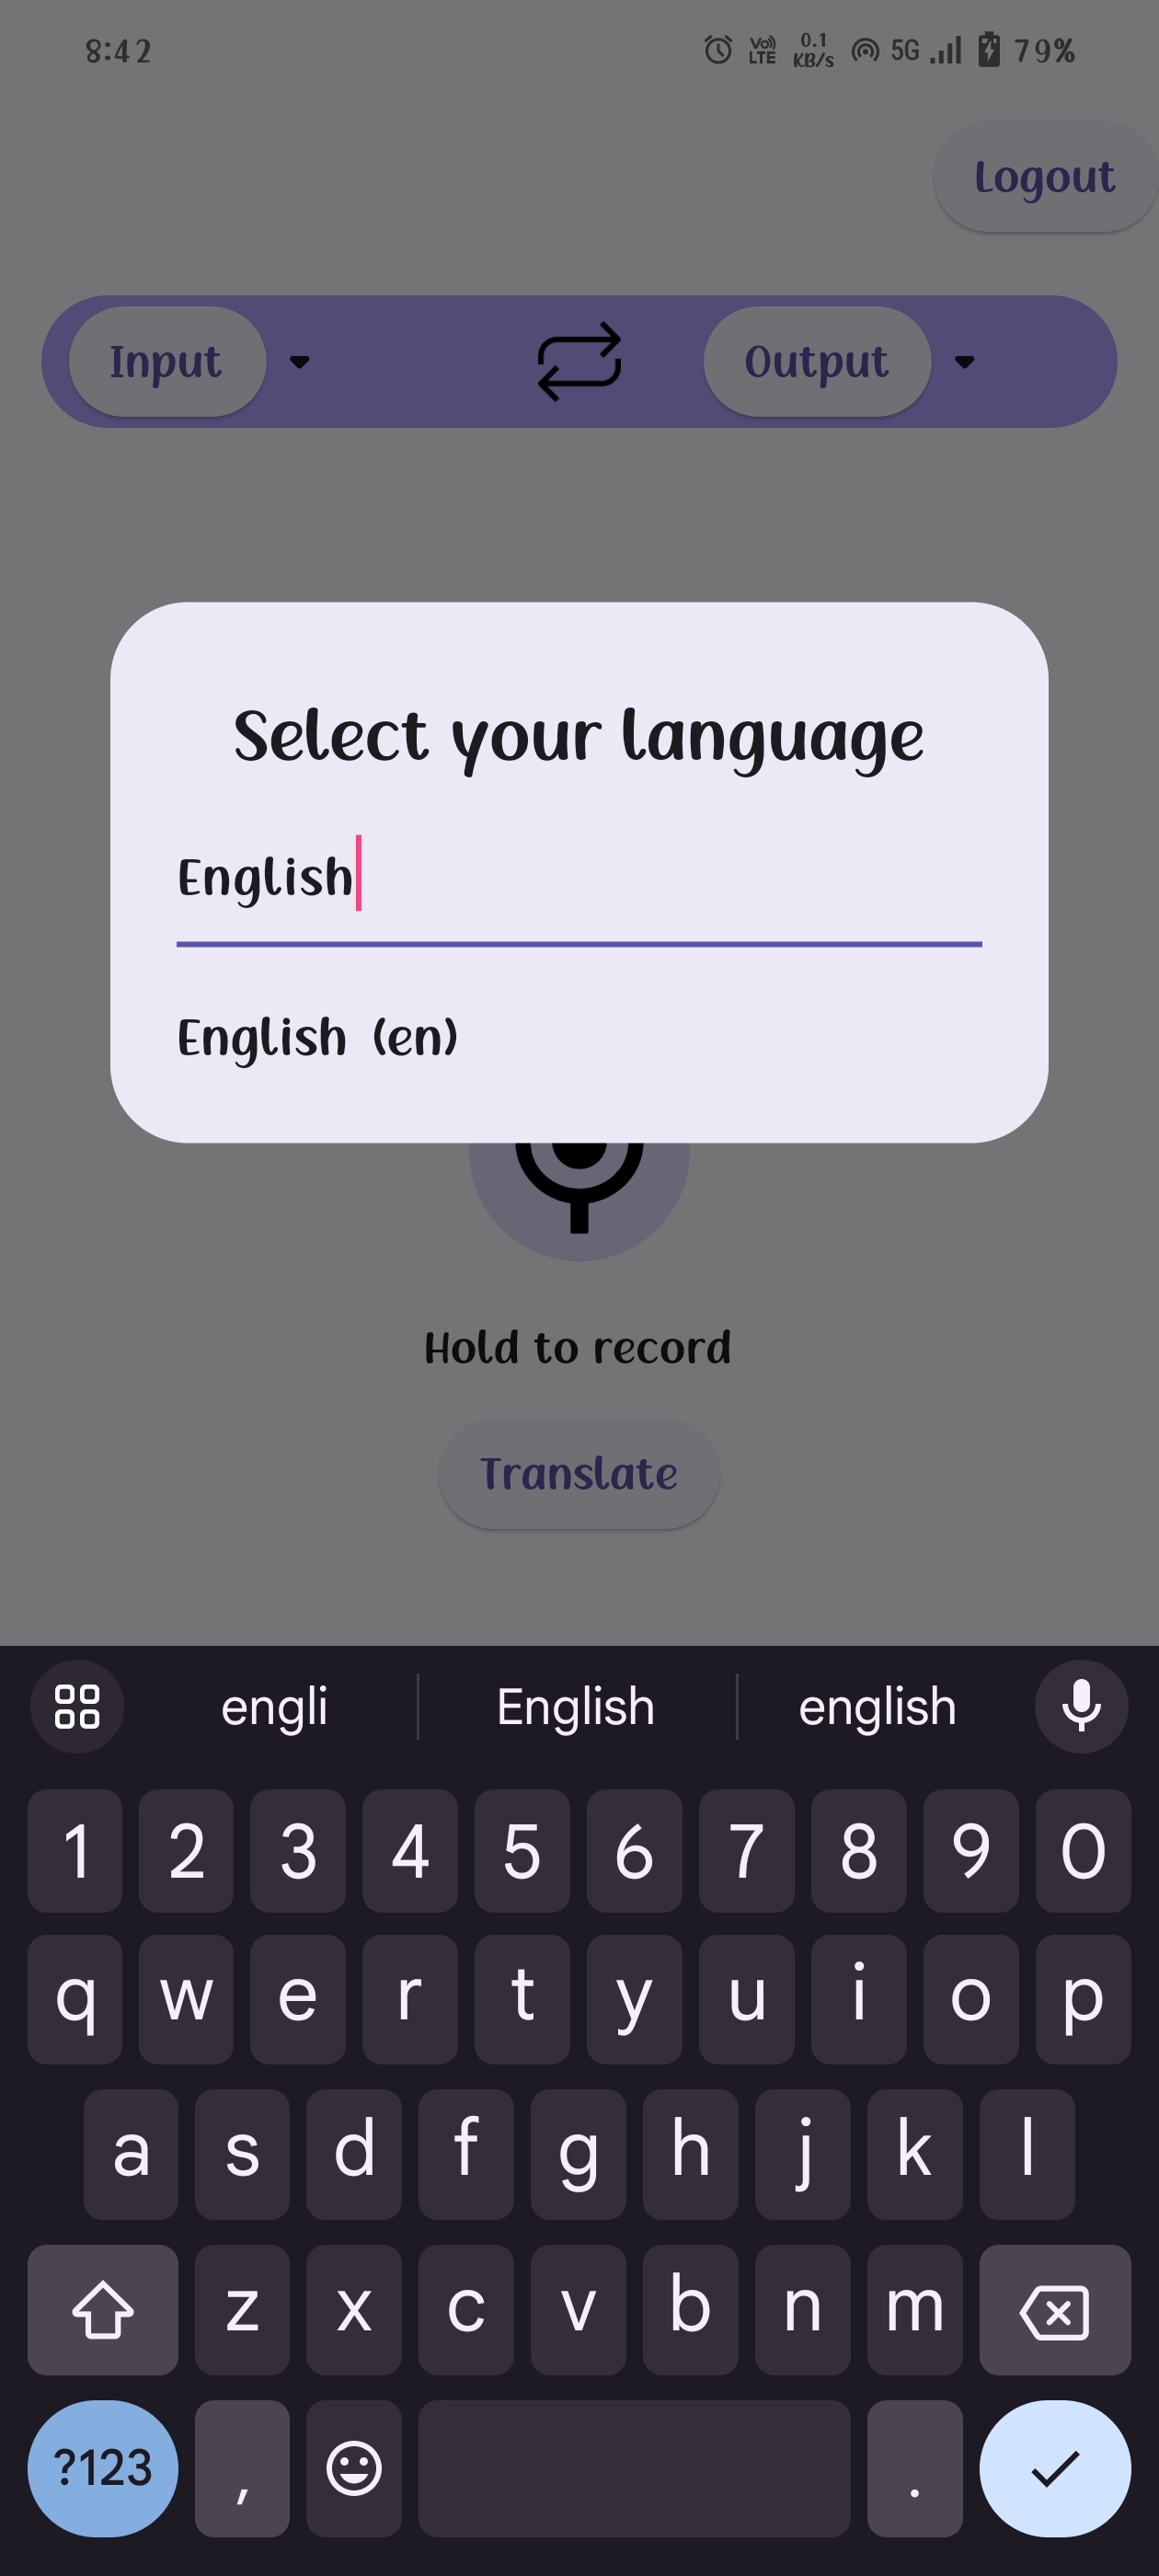 8:42 Vo) LTE 0.1 KB/s 5G 79%
Logout
Input Output
Select your language
English
English (en)
Hold to record
Translate
engli English english
1 2 3 4 5 6 7 8 9 0
q w e r t y u i o p
a s d f g h j k l
z x c v b n m
?123 , .